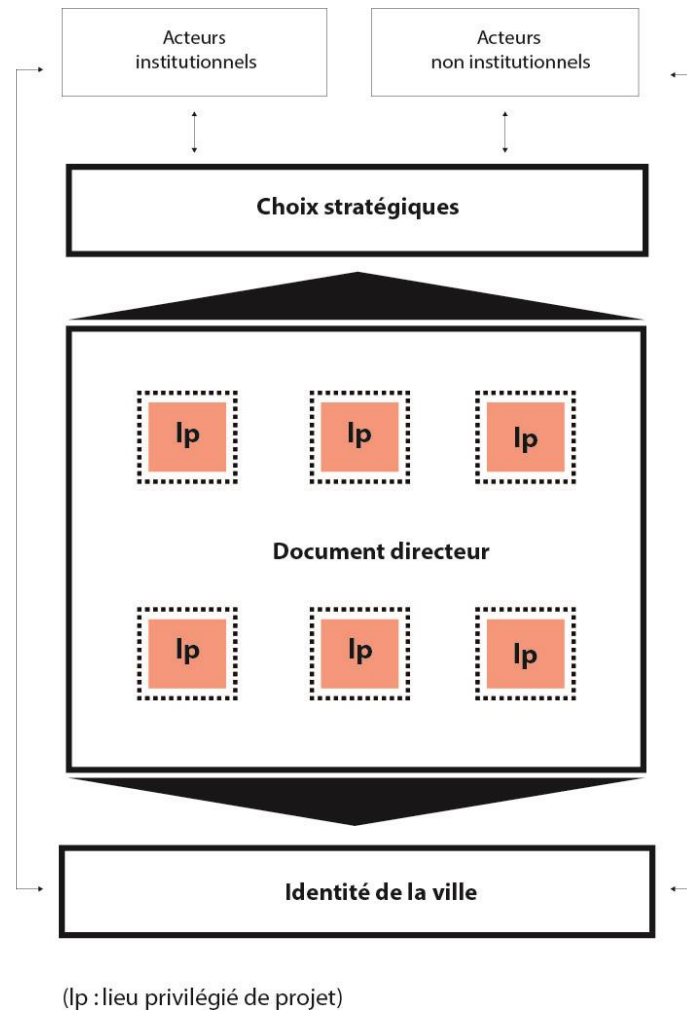 Acteurs
institutionnels
Acteurs
non institutionnels
Choix stratégiques
lp
lp
lp
Document directeur
lp
lp
lp
Identité de la ville
(lp : lieu privilégié de projet)